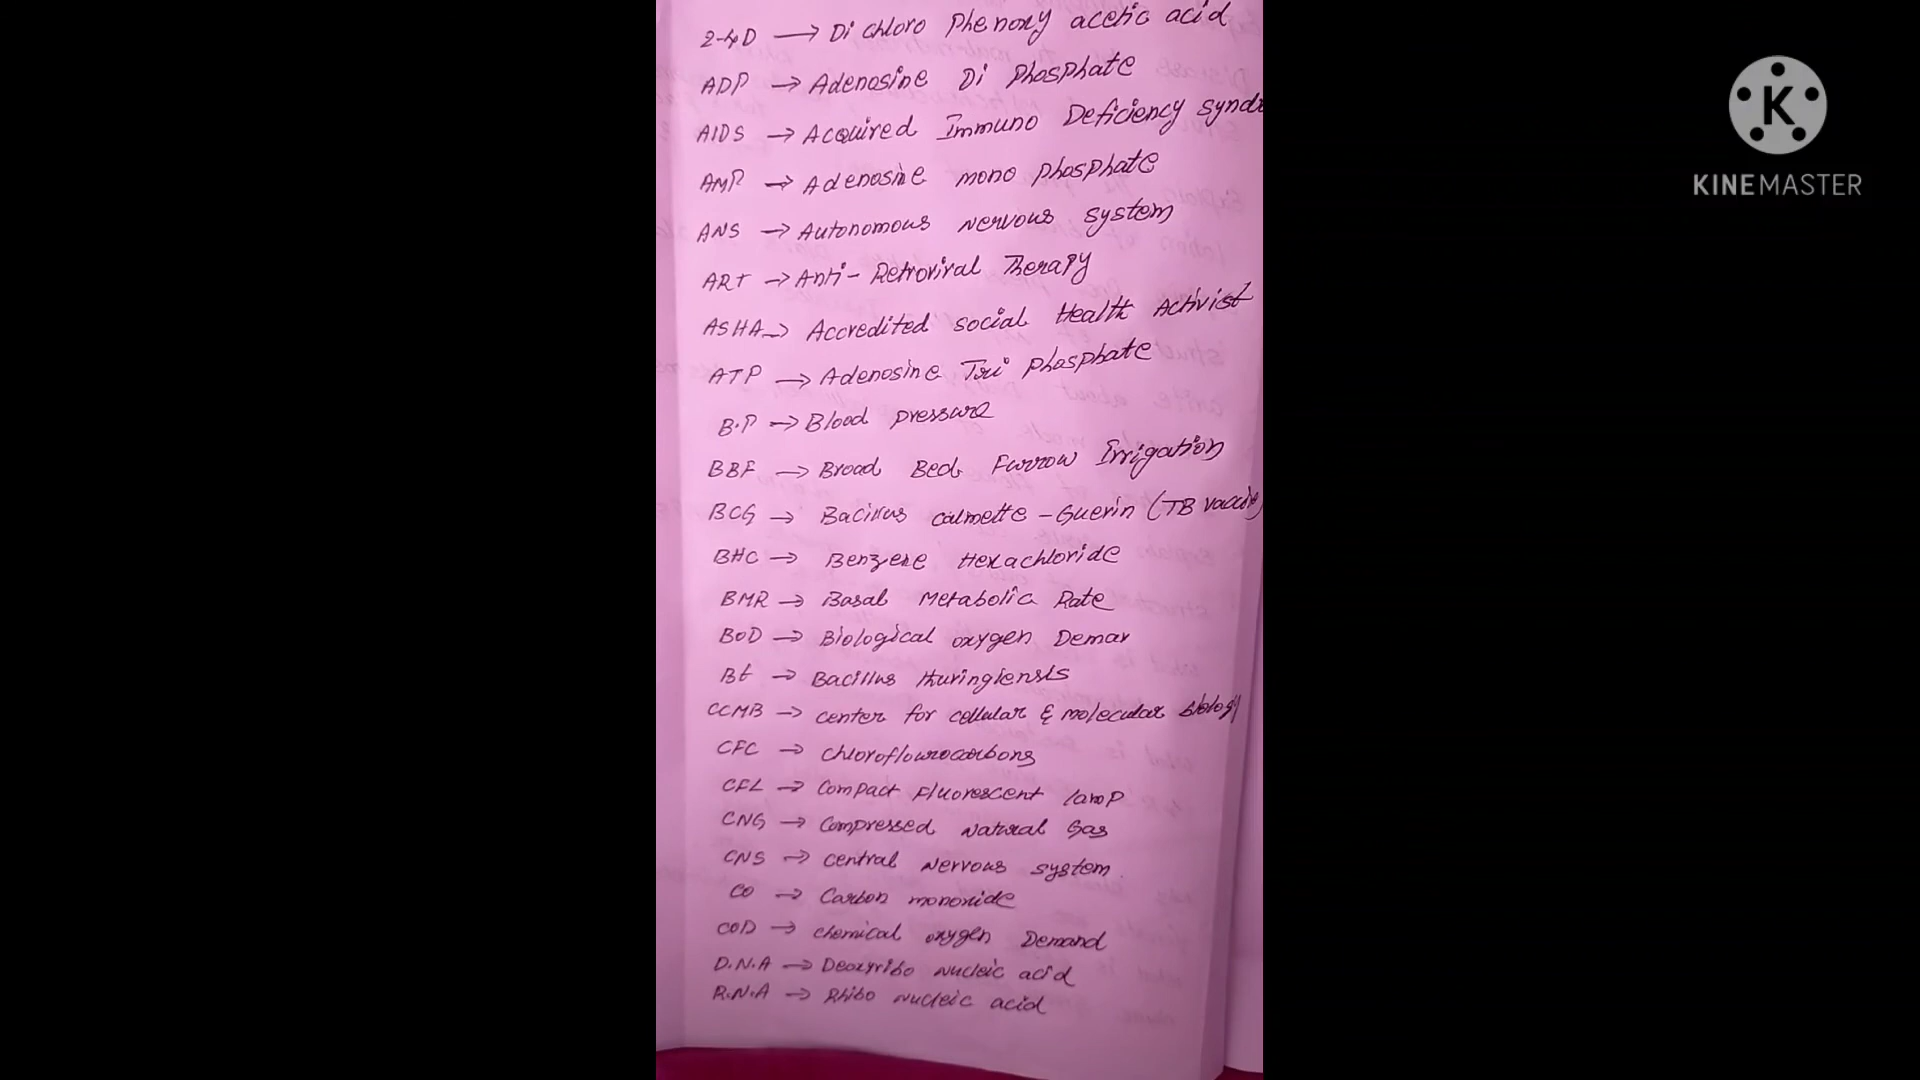 2-4D → Di chloro Phenoxy acetic acid
ADP → Adenosine Di Phosphate
AIDS → Acquired Immuno Deficiency Syndr
AMP → Adenosine mono phosphate
ANS → Autonomous nervous system
ART → Anti-Retroviral Therapy
ASHA → Accredited social Health Activist
ATP → Adenosine Tri phosphate
B.P → Blood pressure
BBF → Broad Bed Furrow Irrigation
BCG → Bacillus calmette-Guerin (TB vaccine)
BHC → Benzene Hexachloride
BMR → Basal Metabolic Rate
BOD → Biological oxygen Deman
Bt → Bacillus thuringiensis
CCMB → center for cellular & molecular biology
CFC → chloroflourocarbons
CFL → Compact Fluorescent lamp
CNG → Compressed Natural Gas
CNS → central nervous system
CO → Carbon monoxide
COD → chemical oxygen Demand
D.N.A → Deoxyribo nucleic acid
R.N.A → Rhibo nucleic acid
K
KINEMASTER